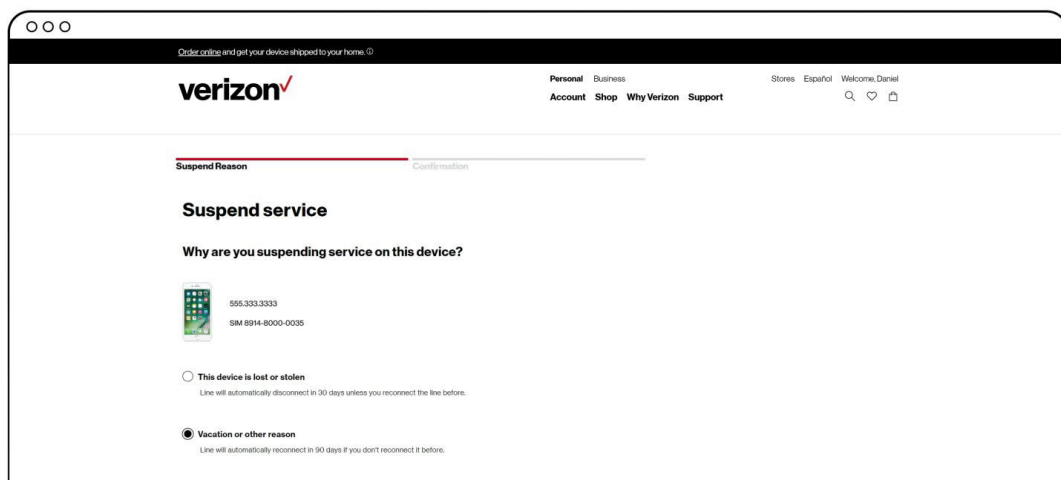 Order online and get your device shipped to your home. ⓘ
verizon
Personal Business
Stores Español Welcome, Daniel
Account Shop Why Verizon Support
Suspend Reason
Confirmation
Suspend service
Why are you suspending service on this device?
555.333.3333
SIM 8914-8000-0035
This device is lost or stolen
Line will automatically disconnect in 30 days unless you reconnect the line before.
Vacation or other reason
Line will automatically reconnect in 90 days if you don't reconnect it before.